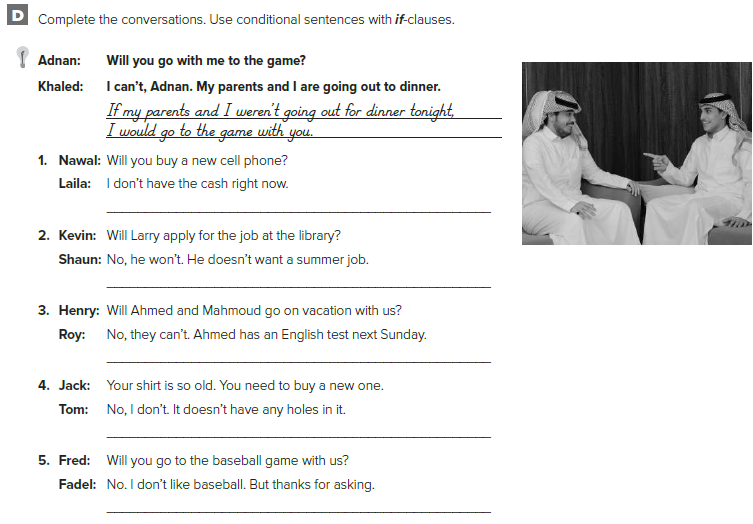 D Complete the conversations. Use conditional sentences with if-clauses.
Adnan: Will you go with me to the game?
Khaled: I can't, Adnan. My parents and I are going out to dinner.
If my parents and I weren't going out for dinner tonight,
I would go to the game with you.
1. Nawal: Will you buy a new cell phone?
Laila: I don't have the cash right now.
2. Kevin: Will Larry apply for the job at the library?
Shaun: No, he won't. He doesn't want a summer job.
3. Henry: Will Ahmed and Mahmoud go on vacation with us?
Roy: No, they can't. Ahmed has an English test next Sunday.
4. Jack: Your shirt is so old. You need to buy a new one.
Tom: No, I don't. It doesn't have any holes in it.
5. Fred: Will you go to the baseball game with us?
Fadel: No. I don't like baseball. But thanks for asking.